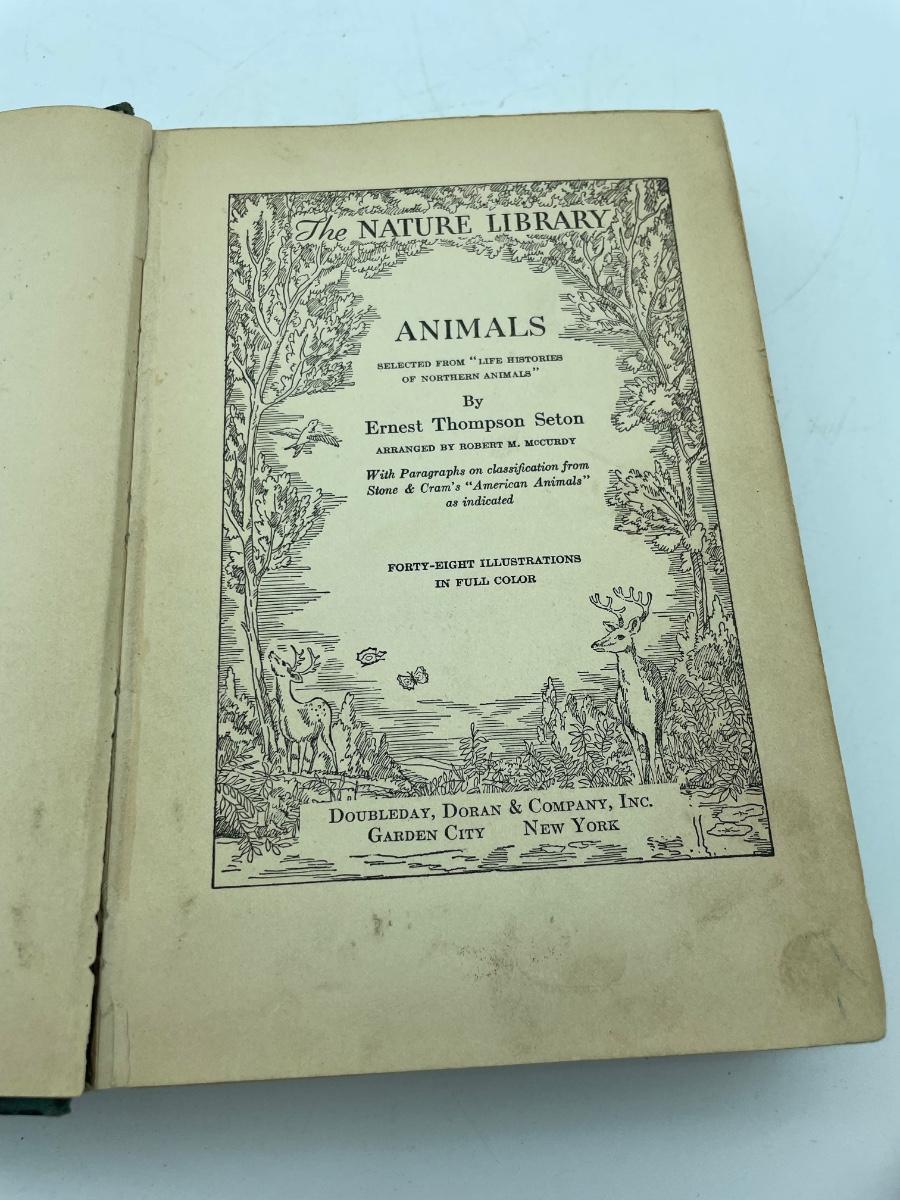 The NATURE LIBRARY
ANIMALS
SELECTED FROM "LIFE HISTORIES
OF NORTHERN ANIMALS"
By
Ernest Thompson Seton
ARRANGED BY ROBERT M. McCURDY
With Paragraphs on classification from
Stone & Cram's "American Animals"
as indicated
FORTY-EIGHT ILLUSTRATIONS
IN FULL COLOR
DOUBLEDAY, DORAN & COMPANY, INC.
GARDEN CITY NEW YORK